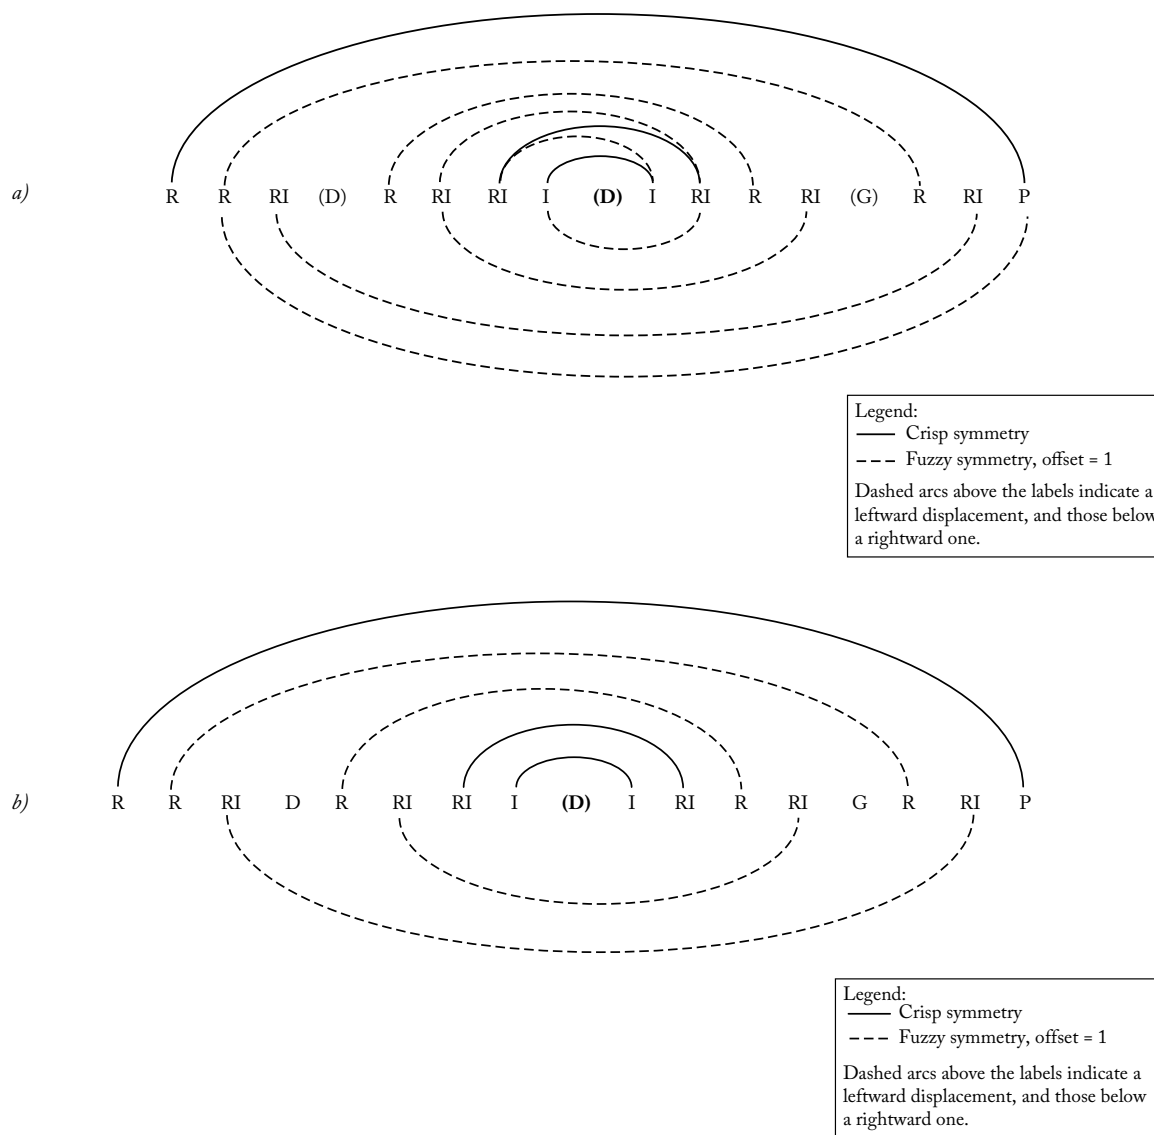 a)
R R RI (D) R RI RI I (D) I RI R RI (G) R RI P
Legend:
Crisp symmetry
Fuzzy symmetry, offset = 1
Dashed arcs above the labels indicate a
leftward displacement, and those below
a rightward one.
b)
R R RI D R RI RI I (D) I RI R RI G R RI P
Legend:
Crisp symmetry
Fuzzy symmetry, offset = 1
Dashed arcs above the labels indicate a
leftward displacement, and those below
a rightward one.